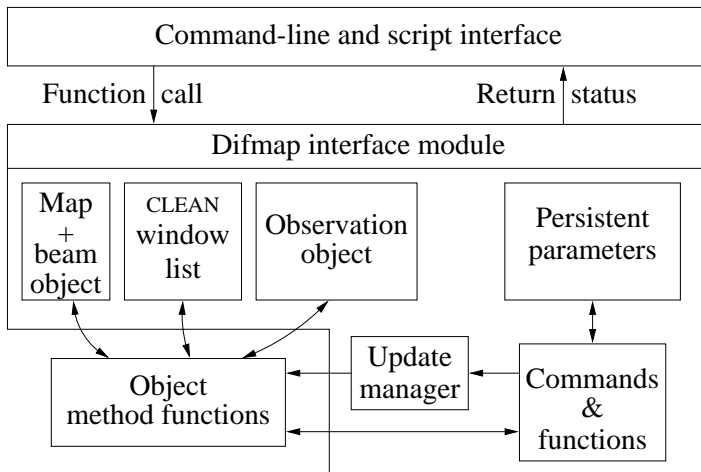 Command-line and script interface
Function call
Return status
Difmap interface module
Map
+
beam
object
CLEAN
window
list
Observation
object
Persistent
parameters
Object
method functions
Update
manager
Commands
&
functions